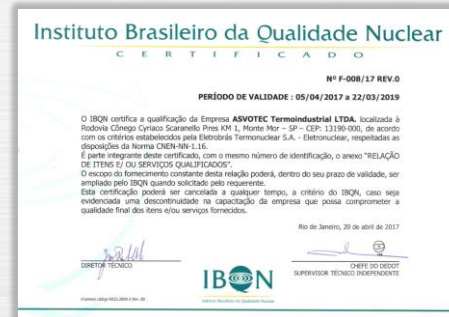 Instituto Brasileiro da Qualidade Nuclear
CERTIFICADO
Nº F-008/17 REV.0
PERÍODO DE VALIDADE : 05/04/2017 a 22/03/2019
O IBQN certifica a qualificação da Empresa ASVOTEC Termoindustrial LTDA. localizada à
Rodovia Cônego Cyriaco Scaranello Pires KM 1, Monte Mor – SP – CEP: 13190-000, de acordo
com os critérios estabelecidos pela Eletrobrás Termonuclear S.A. - Eletronuclear, respeitadas as
disposições da Norma CNEN-NN-1.16.
É parte integrante deste certificado, com o mesmo número de identificação, o anexo "RELAÇÃO
DE ITENS E/ OU SERVIÇOS QUALIFICADOS".
O escopo do fornecimento constante desta relação poderá, dentro do seu prazo de validade, ser
ampliado pelo IBQN quando solicitado pelo requerente.
Esta certificação poderá ser cancelada a qualquer tempo, a critério do IBQN, caso seja
evidenciada uma descontinuidade na capacitação da empresa que possa comprometer a
qualidade final dos itens e/ou serviços fornecidos.
Rio de Janeiro, 20 de abril de 2017
DIRETOR TÉCNICO
CHEFE DO DEDOT
SUPERVISOR TÉCNICO INDEPENDENTE
IBQN
Instituto Brasileiro da Qualidade Nuclear